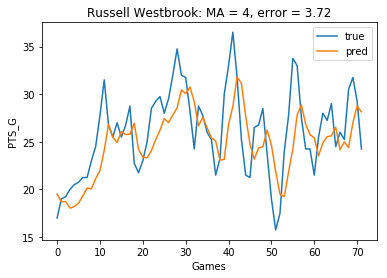 Russell Westbrook: MA = 4, error = 3.72
true
pred
PTS_G
35
30
25
20
15
0 10 20 30 40 50 60 70
Games